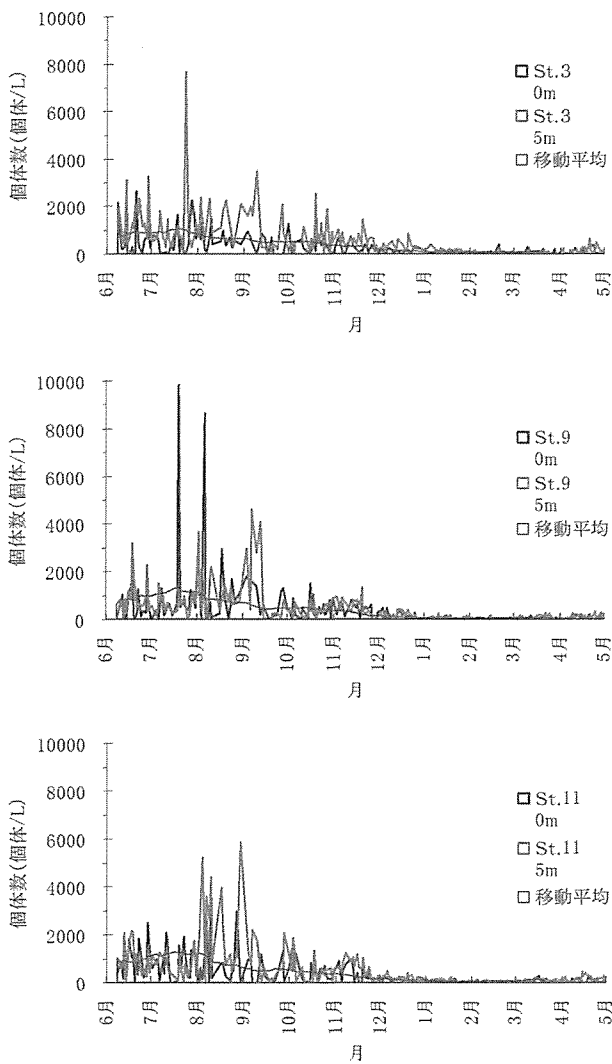 10000
8000
6000
4000
2000
0
個体数(個体/L)
St.3
0m
St.3
5m
移動平均
6月
7月
8月
9月
10月
11月
12月
1月
2月
3月
4月
5月
月
10000
8000
6000
4000
2000
0
個体数(個体/L)
St.9
0m
St.9
5m
移動平均
6月
7月
8月
9月
10月
11月
12月
1月
2月
3月
4月
5月
月
10000
8000
6000
4000
2000
0
個体数(個体/L)
St.11
0m
St.11
5m
移動平均
6月
7月
8月
9月
10月
11月
12月
1月
2月
3月
4月
5月
月